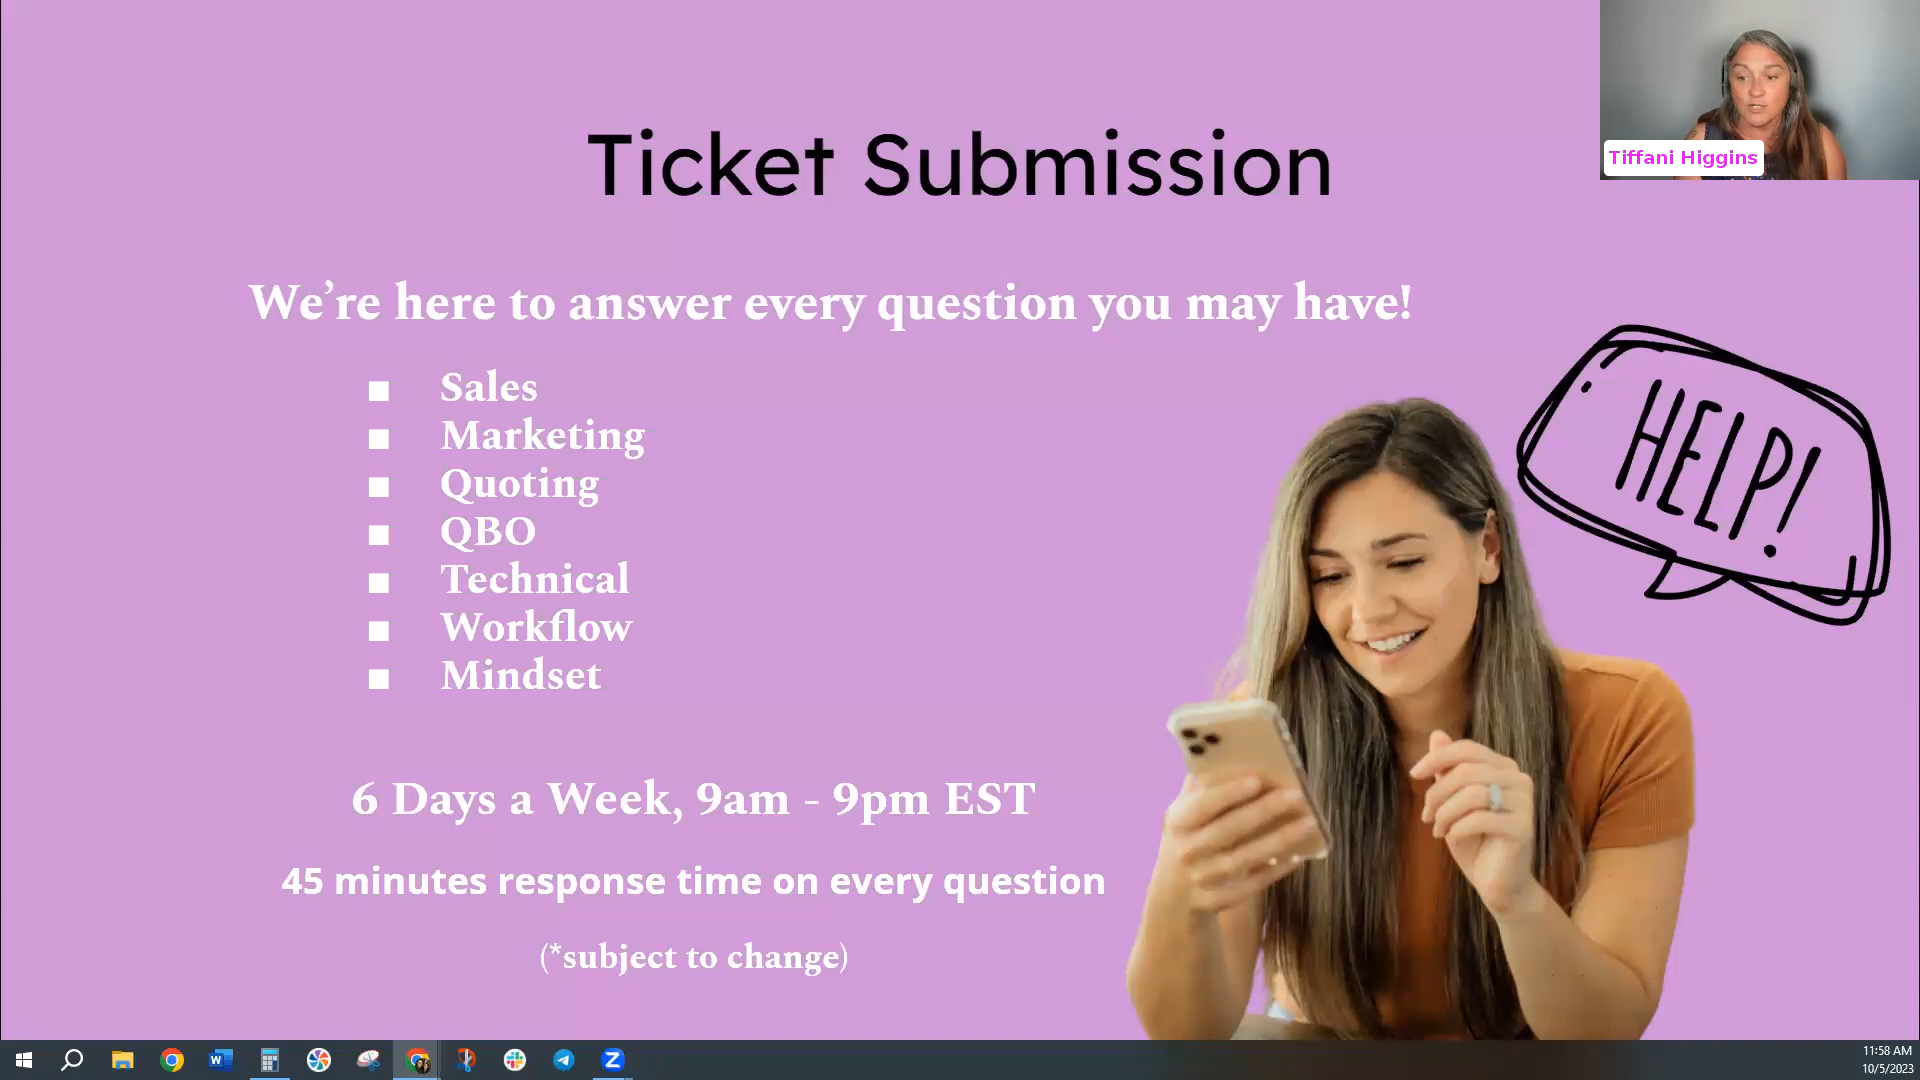 Ticket Submission
Tiffani Higgins
We’re here to answer every question you may have!
■ Sales
■ Marketing
■ Quoting
■ QBO
■ Technical
■ Workflow
■ Mindset
HELP!
6 Days a Week, 9am - 9pm EST
45 minutes response time on every question
(*subject to change)
11:58 AM
10/5/2023